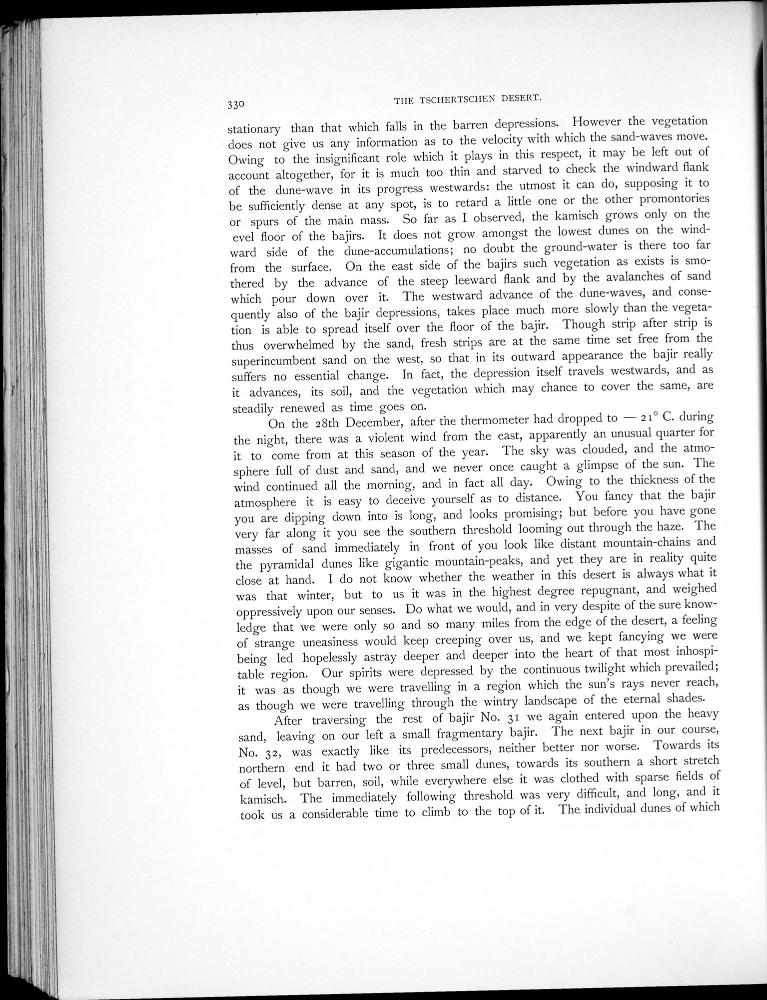 330 THE TSCHERTSCHEN DESERT.
stationary than that which falls in the barren depressions. However the vegetation
does not give us any information as to the velocity with which the sand-waves move.
Owing to the insignificant role which it plays in this respect, it may be left out of
account altogether, for it is much too thin and starved to check the windward flank
of the dune-wave in its progress westwards: the utmost it can do, supposing it to
be sufficiently dense at any spot, is to retard a little one or the other promontories
or spurs of the main mass. So far as I observed, the kamisch grows only on the
evel floor of the bajirs. It does not grow amongst the lowest dunes on the wind-
ward side of the dune-accumulations; no doubt the ground-water is there too far
from the surface. On the east side of the bajirs such vegetation as exists is smo-
thered by the advance of the steep leeward flank and by the avalanches of sand
which pour down over it. The westward advance of the dune-waves, and conse-
quently also of the bajir depressions, takes place much more slowly than the vegeta-
tion is able to spread itself over the floor of the bajir. Though strip after strip is
thus overwhelmed by the sand, fresh strips are at the same time set free from the
superincumbent sand on the west, so that in its outward appearance the bajir really
suffers no essential change. In fact, the depression itself travels westwards, and as
it advances, its soil, and the vegetation which may chance to cover the same, are
steadily renewed as time goes on.
On the 28th December, after the thermometer had dropped to — 21° C. during
the night, there was a violent wind from the east, apparently an unusual quarter for
it to come from at this season of the year. The sky was clouded, and the atmo-
sphere full of dust and sand, and we never once caught a glimpse of the sun. The
wind continued all the morning, and in fact all day. Owing to the thickness of the
atmosphere it is easy to deceive yourself as to distance. You fancy that the bajir
you are dipping down into is long, and looks promising; but before you have gone
very far along it you see the southern threshold looming out through the haze. The
masses of sand immediately in front of you look like distant mountain-chains and
the pyramidal dunes like gigantic mountain-peaks, and yet they are in reality quite
close at hand. I do not know whether the weather in this desert is always what it
was that winter, but to us it was in the highest degree repugnant, and weighed
oppressively upon our senses. Do what we would, and in very despite of the sure know-
ledge that we were only so and so many miles from the edge of the desert, a feeling
of strange uneasiness would keep creeping over us, and we kept fancying we were
being led hopelessly astray deeper and deeper into the heart of that most inhospi-
table region. Our spirits were depressed by the continuous twilight which prevailed;
it was as though we were travelling in a region which the sun's rays never reach,
as though we were travelling through the wintry landscape of the eternal shades.
After traversing the rest of bajir No. 31 we again entered upon the heavy
sand, leaving on our left a small fragmentary bajir. The next bajir in our course,
No. 32, was exactly like its predecessors, neither better nor worse. Towards its
northern end it had two or three small dunes, towards its southern a short stretch
of level, but barren, soil, while everywhere else it was clothed with sparse fields of
kamisch. The immediately following threshold was very difficult, and long, and it
took us a considerable time to climb to the top of it. The individual dunes of which